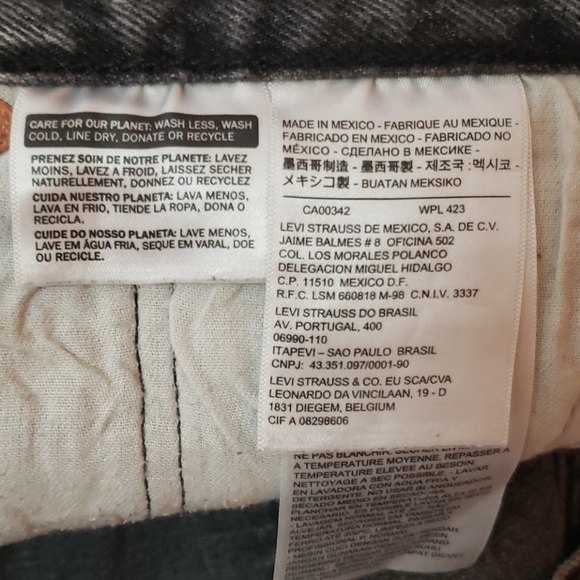 CARE FOR OUR PLANET: WASH LESS, WASH
COLD, LINE DRY, DONATE OR RECYCLE
PRENEZ SOIN DE NOTRE PLANETE: LAVEZ
MOINS, LAVEZ A FROID, LAISSEZ SECHER
NATURELLEMENT, DONNEZ OU RECYCLEZ
CUIDA NUESTRO PLANETA: LAVA MENOS,
LAVA EN FRIO, TIENDE LA ROPA, DONA O
RECICLA.
CUIDE DO NOSSO PLANETA: LAVE MENOS,
LAVE EM ÁGUA FRIA, SEQUE EM VARAL, DOE
OU RECICLE.
MADE IN MEXICO - FABRIQUE AU MEXIQUE -
FABRICADO EN MEXICO - FABRICADO NO
MÉXICO - СДЕЛАНО В МЕКСИКЕ -
墨西哥制造 - 墨西哥製 - 제조국 :멕시코 -
メキシコ製 - BUATAN MEKSIKO
CA00342 WPL 423
LEVI STRAUSS DE MEXICO, S.A. DE C.V.
JAIME BALMES # 8 OFICINA 502
COL. LOS MORALES POLANCO
DELEGACION MIGUEL HIDALGO
C.P. 11510 MEXICO D.F.
R.F.C. LSM 660818 M-98 C.N.I.V. 3337
LEVI STRAUSS DO BRASIL
AV. PORTUGAL, 400
06990-110
ITAPEVI – SAO PAULO BRASIL
CNPJ: 43.351.097/0001-90
LEVI STRAUSS & CO. EU SCA/CVA
LEONARDO DA VINCILAAN, 19 - D
1831 DIEGEM, BELGIUM
CIF A 08298606
NE PAS BLANCHIR. SECHER EN
A TEMPERATURE MOYENNE. REPASSER A
TEMPERATURE ELEVEE AU BESOIN.
NETTOYAGE A SEC POSSIBLE - LAVAR
EN LAVADORA CON AGUA FRIA Y
DETERGENTE. NO USAR BLANQUEADOR